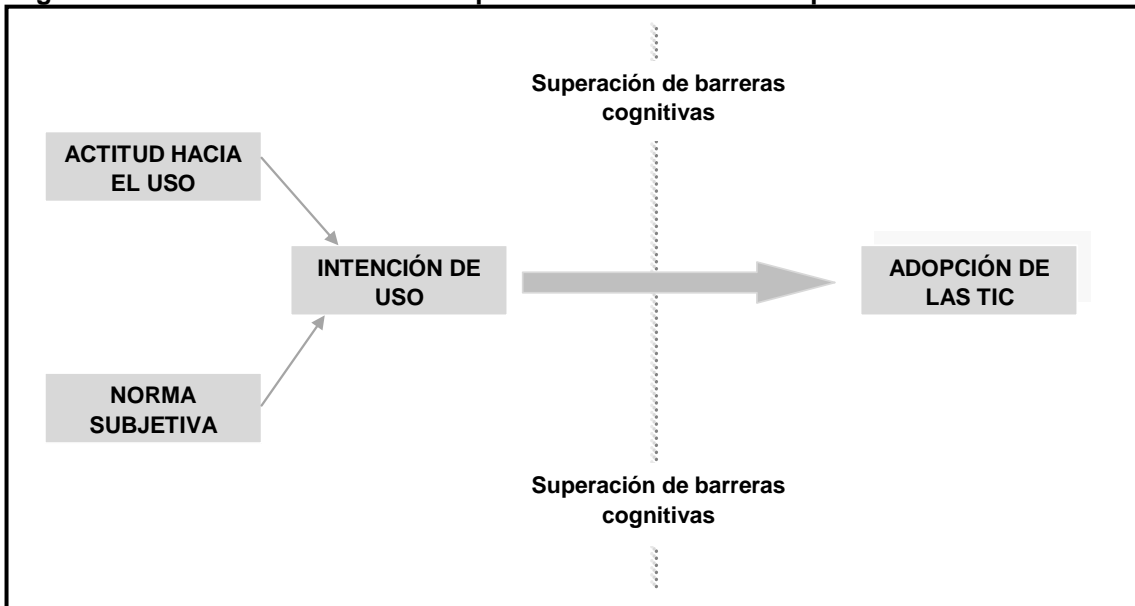 Superación de barreras
cognitivas
ACTITUD HACIA
EL USO
INTENCIÓN DE
USO
ADOPCIÓN DE
LAS TIC
NORMA
SUBJETIVA
Superación de barreras
cognitivas